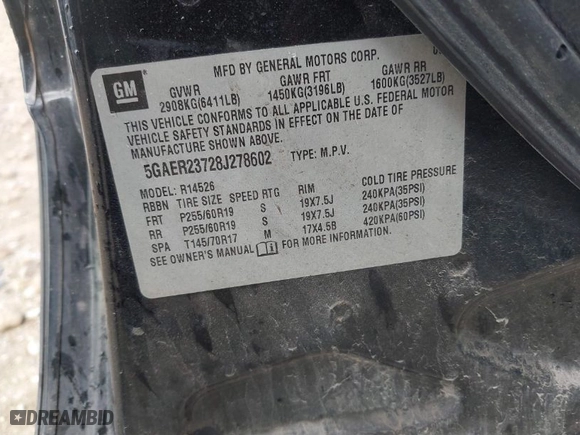 MFD BY GENERAL MOTORS CORP.
GM
GVWR GAWR FRT GAWR RR
2908KG(6411LB) 1450KG(3196LB) 1600KG(3527LB)
THIS VEHICLE CONFORMS TO ALL APPLICABLE U.S. FEDERAL MOTOR
VEHICLE SAFETY STANDARDS IN EFFECT ON THE DATE OF
MANUFACTURE SHOWN ABOVE.
5GAER23728J278602 TYPE: M.P.V.
MODEL: R14526
RBBN TIRE SIZE SPEED RTG RIM COLD TIRE PRESSURE
FRT P255/60R19 S 19X7.5J 240KPA(35PSI)
RR P255/60R19 S 19X7.5J 240KPA(35PSI)
SPA T145/70R17 M 17X4.5B 420KPA(60PSI)
SEE OWNER'S MANUAL FOR MORE INFORMATION.
DREAMBID